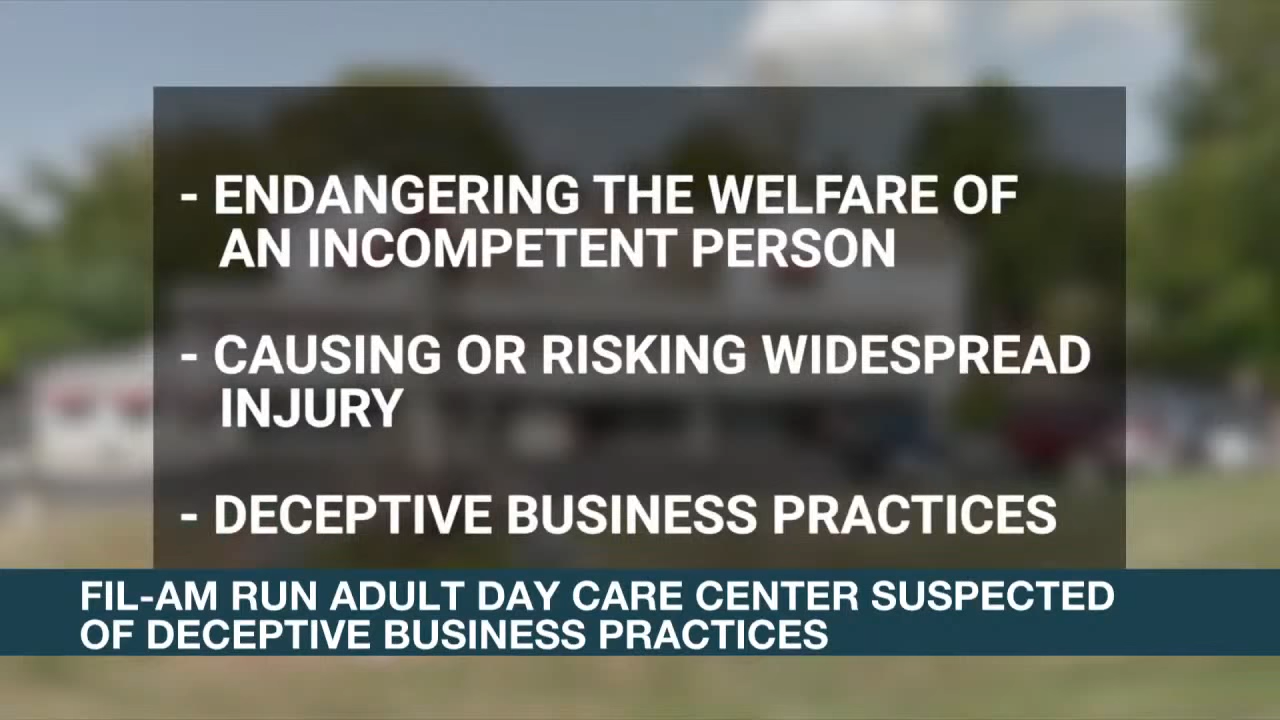 - ENDANGERING THE WELFARE OF
AN INCOMPETENT PERSON
- CAUSING OR RISKING WIDESPREAD
INJURY
- DECEPTIVE BUSINESS PRACTICES
FIL-AM RUN ADULT DAY CARE CENTER SUSPECTED
OF DECEPTIVE BUSINESS PRACTICES